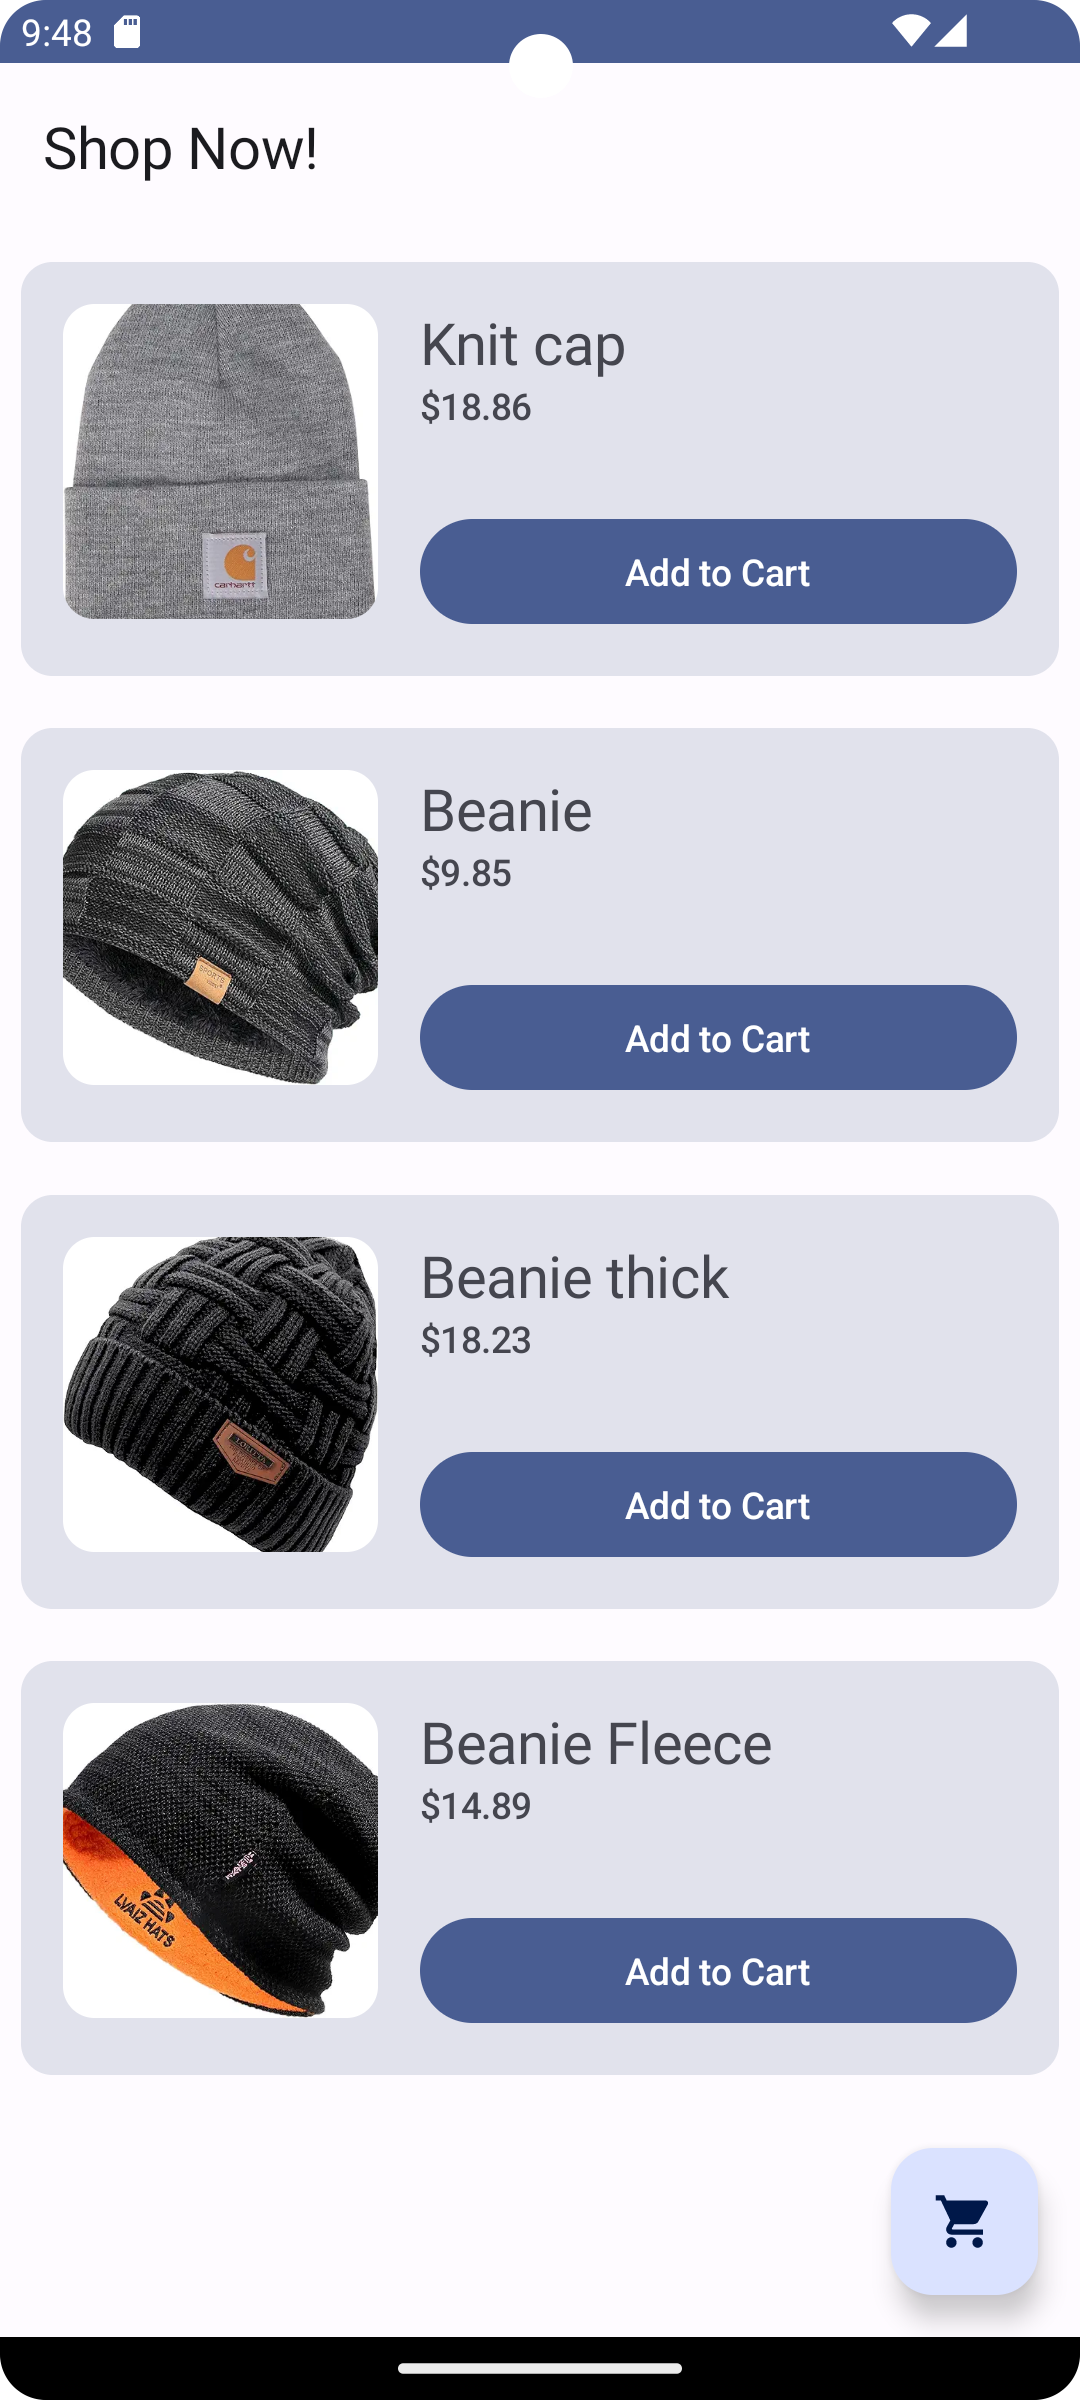 9:48
Shop Now!
Knit cap
$18.86
carhartt
Add to Cart
Beanie
$9.85
SPORTS
Add to Cart
Beanie thick
$18.23
Add to Cart
Beanie Fleece
$14.89
LVAIZ HATS
Add to Cart